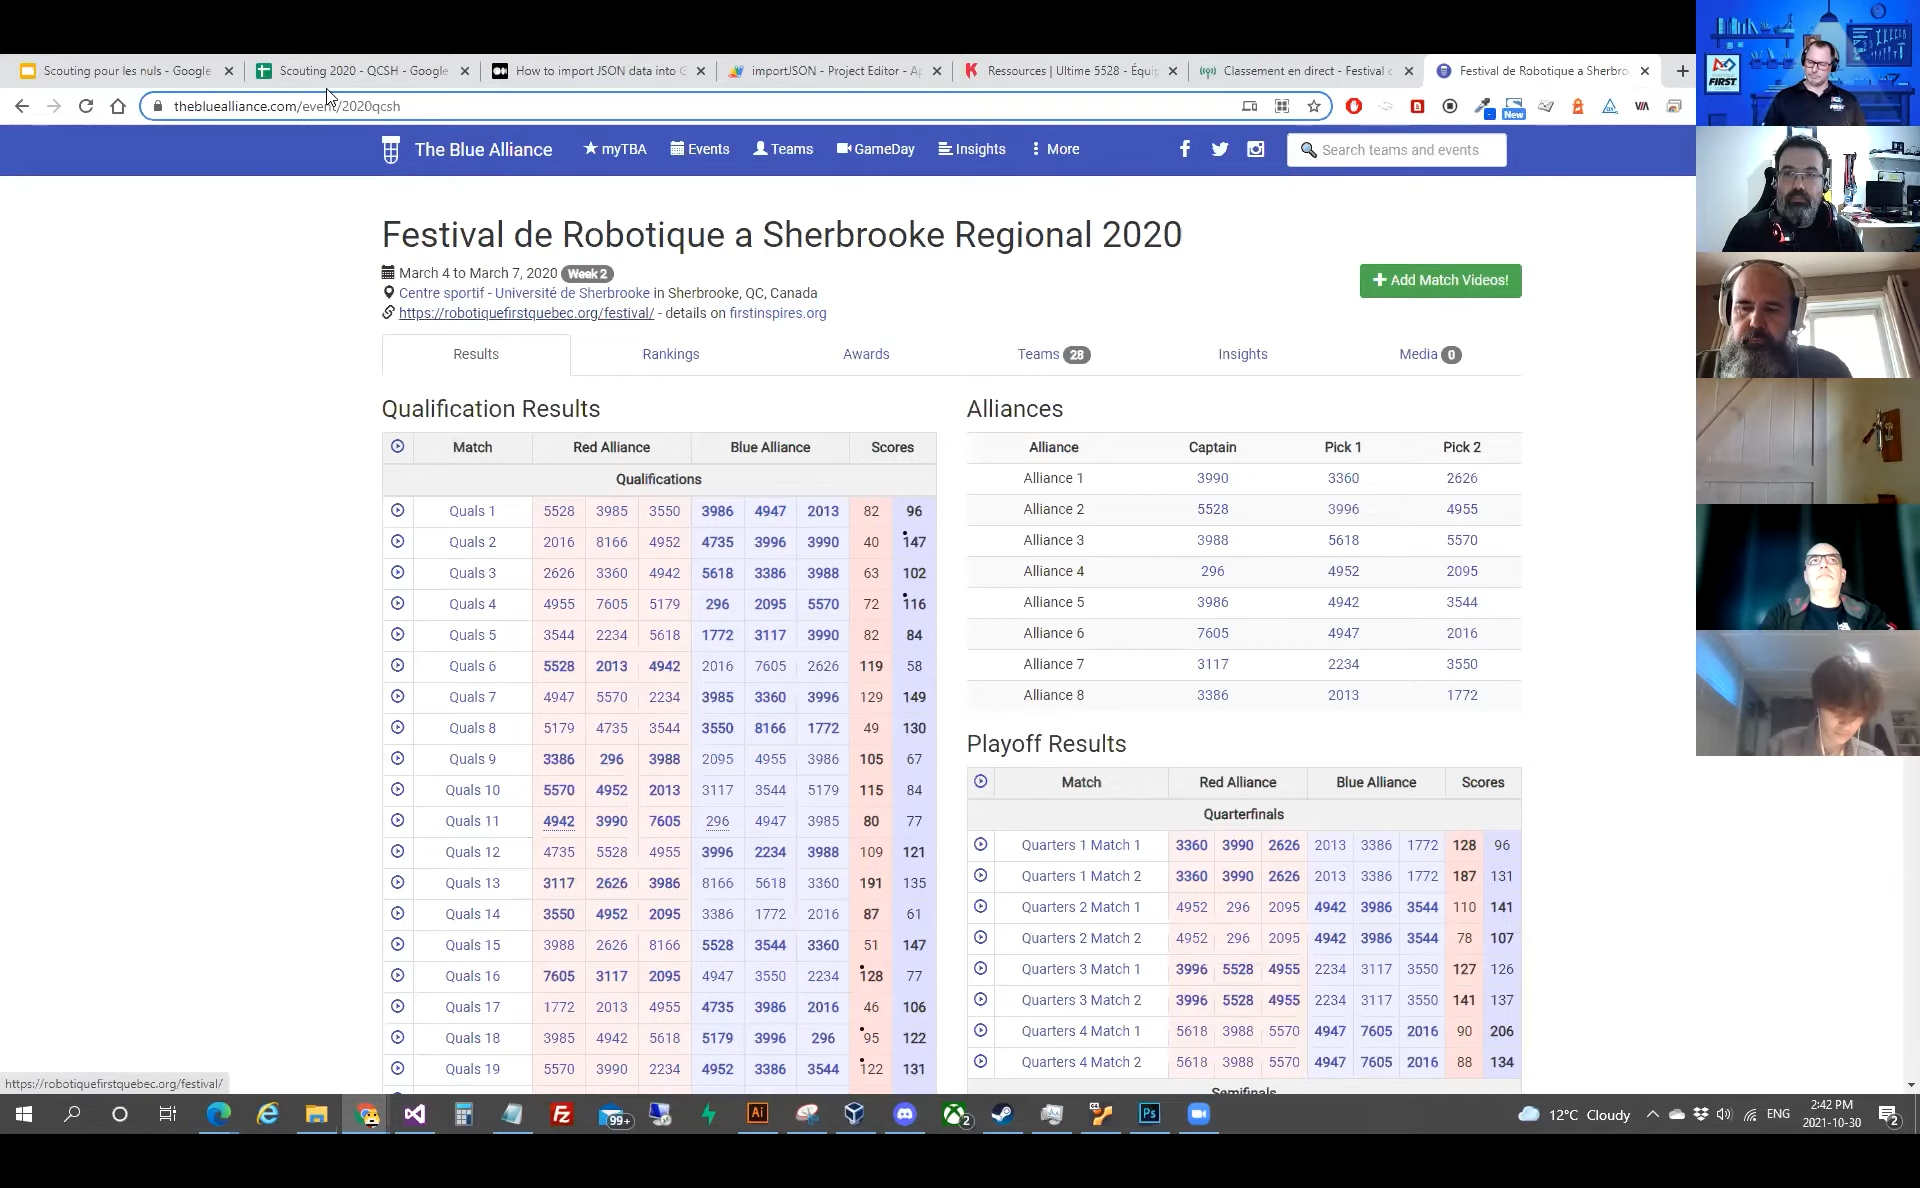 Scouting pour les nuls - Google
Scouting 2020 - QCSH - Google
How to import JSON data into G
importJSON - Project Editor - Ap
Ressources | Ultime 5528 - Équip
Classement en direct - Festival
Festival de Robotique a Sherbro
thebluealliance.com/event/2020qcsh
New
FIRST
The Blue Alliance
myTBA
Events
Teams
GameDay
Insights
More
Search teams and events
Festival de Robotique a Sherbrooke Regional 2020
March 4 to March 7, 2020 Week 2
Add Match Videos!
Centre sportif - Université de Sherbrooke in Sherbrooke, QC, Canada
https://robotiquefirstquebec.org/festival/ - details on firstinspires.org
Results Rankings Awards Teams 28 Insights Media 0
Qualification Results
Match Red Alliance Blue Alliance Scores
Qualifications
Quals 1 5528 3985 3550 3986 4947 2013 82 96
Quals 2 2016 8166 4952 4735 3996 3990 40 147
Quals 3 2626 3360 4942 5618 3386 3988 63 102
Quals 4 4955 7605 5179 296 2095 5570 72 116
Quals 5 3544 2234 5618 1772 3117 3990 82 84
Quals 6 5528 2013 4942 2016 7605 2626 119 58
Quals 7 4947 5570 2234 3985 3360 3996 129 149
Quals 8 5179 4735 3544 3550 8166 1772 49 130
Quals 9 3386 296 3988 2095 4955 3986 105 67
Quals 10 5570 4952 2013 3117 3544 5179 115 84
Quals 11 4942 3990 7605 296 4947 3985 80 77
Quals 12 4735 5528 4955 3996 2234 3988 109 121
Quals 13 3117 2626 3986 8166 5618 3360 191 135
Quals 14 3550 4952 2095 3386 1772 2016 87 61
Quals 15 3988 2626 8166 5528 3544 3360 51 147
Quals 16 7605 3117 2095 4947 3550 2234 128 77
Quals 17 1772 2013 4955 4735 3986 2016 46 106
Quals 18 3985 4942 5618 5179 3996 296 95 122
Quals 19 5570 3990 2234 4952 3386 3544 122 131
Alliances
Alliance Captain Pick 1 Pick 2
Alliance 1 3990 3360 2626
Alliance 2 5528 3996 4955
Alliance 3 3988 5618 5570
Alliance 4 296 4952 2095
Alliance 5 3986 4942 3544
Alliance 6 7605 4947 2016
Alliance 7 3117 2234 3550
Alliance 8 3386 2013 1772
Playoff Results
Match Red Alliance Blue Alliance Scores
Quarterfinals
Quarters 1 Match 1 3360 3990 2626 2013 3386 1772 128 96
Quarters 1 Match 2 3360 3990 2626 2013 3386 1772 187 131
Quarters 2 Match 1 4952 296 2095 4942 3986 3544 110 141
Quarters 2 Match 2 4952 296 2095 4942 3986 3544 78 107
Quarters 3 Match 1 3996 5528 4955 2234 3117 3550 127 126
Quarters 3 Match 2 3996 5528 4955 2234 3117 3550 141 137
Quarters 4 Match 1 5618 3988 5570 4947 7605 2016 90 206
Quarters 4 Match 2 5618 3988 5570 4947 7605 2016 88 134
Semifinals
https://robotiquefirstquebec.org/festival/
99+
Ai
2
Ps
12°C Cloudy
ENG
2:42 PM
2021-10-30
2